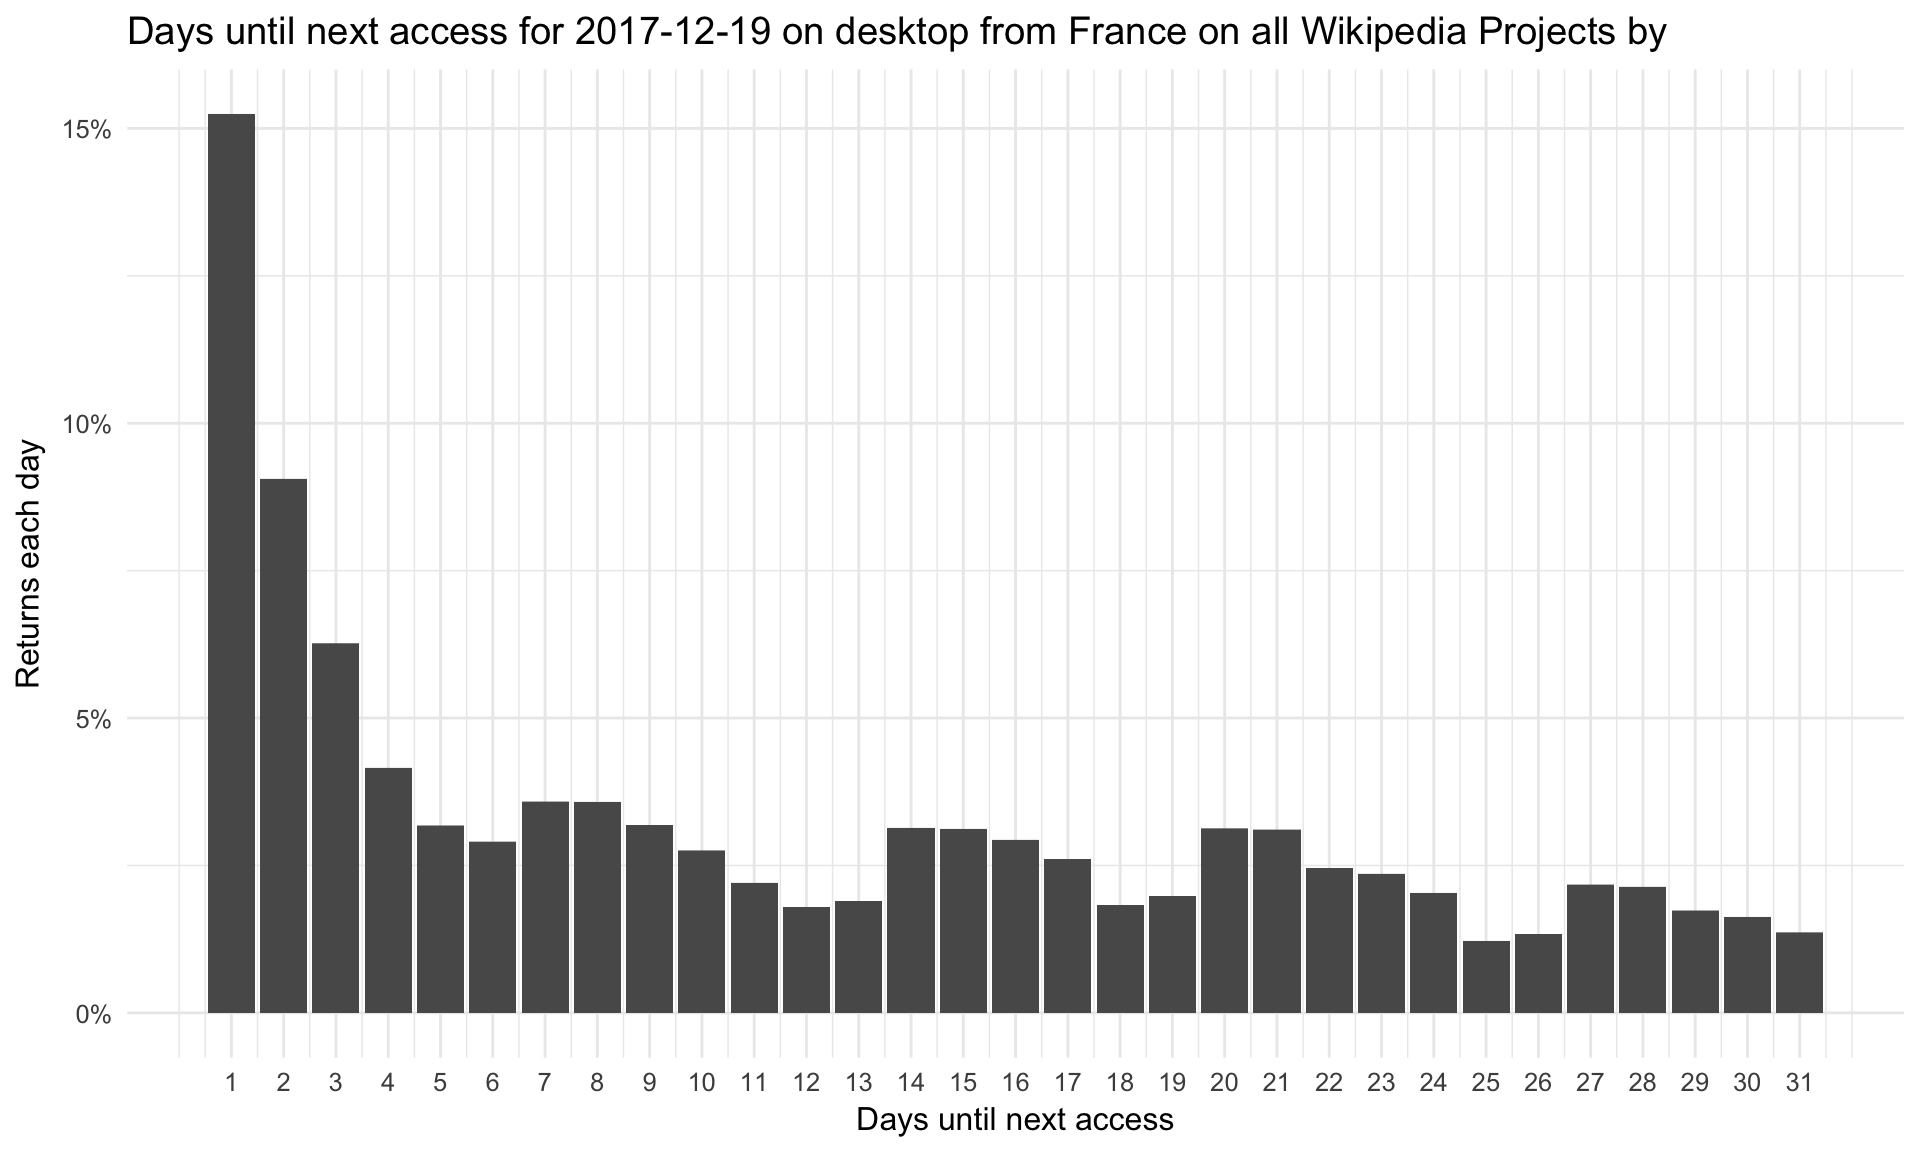 Days until next access for 2017-12-19 on desktop from France on all Wikipedia Projects by
15%
10%
5%
0%
Returns each day
1 2 3 4 5 6 7 8 9 10 11 12 13 14 15 16 17 18 19 20 21 22 23 24 25 26 27 28 29 30 31
Days until next access